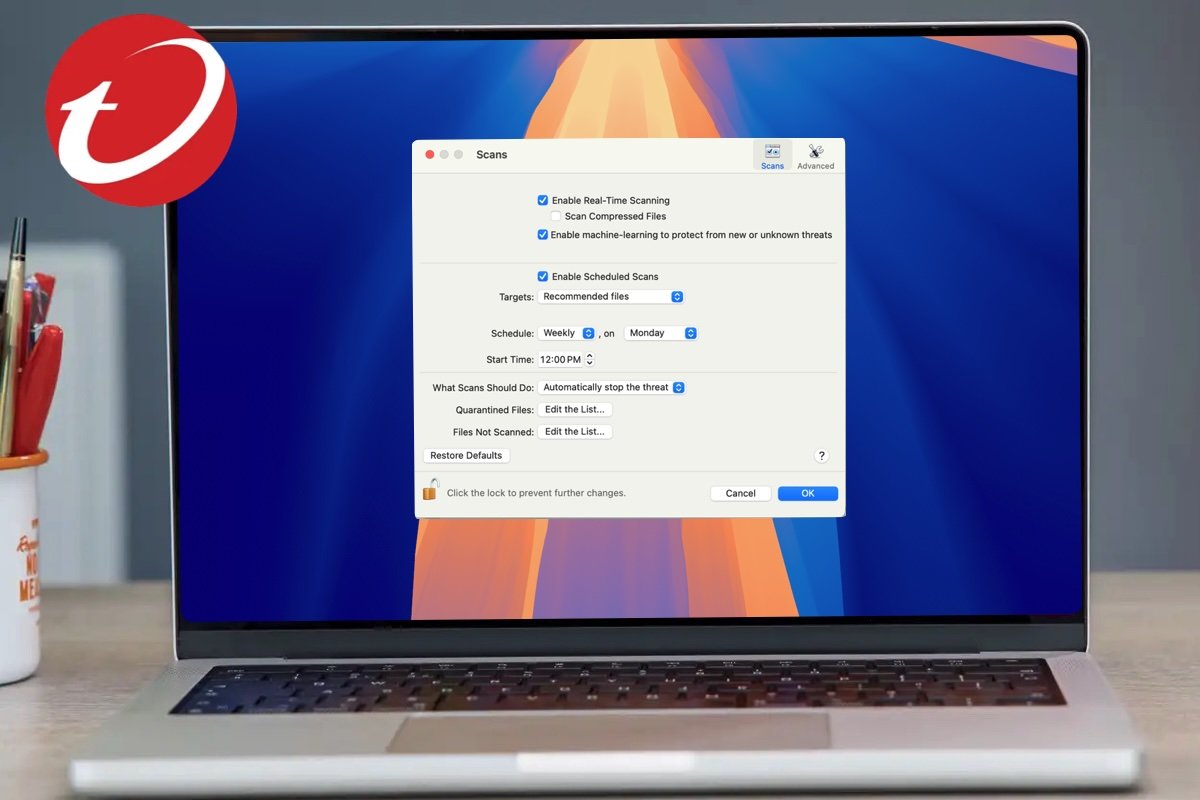 Scans
Scans
Advanced
Enable Real-Time Scanning
Scan Compressed Files
Enable machine-learning to protect from new or unknown threats
Enable Scheduled Scans
Targets: Recommended files
Schedule: Weekly , on Monday
Start Time: 12:00 PM
What Scans Should Do: Automatically stop the threat
Quarantined Files: Edit the List...
Files Not Scanned: Edit the List...
Restore Defaults
?
Click the lock to prevent further changes.
Cancel
OK
NO